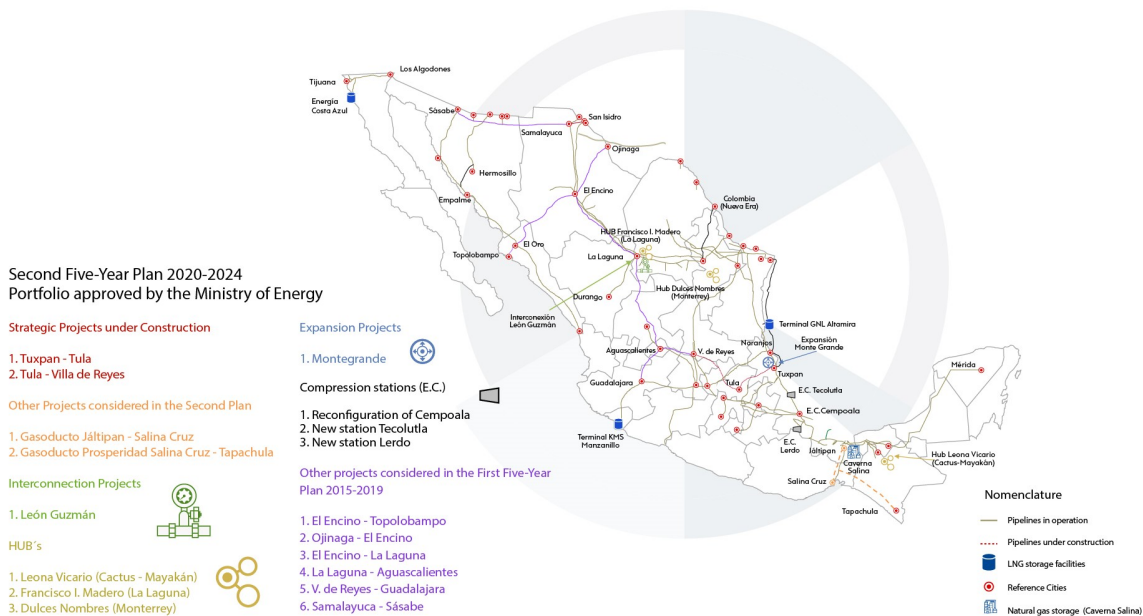 Second Five-Year Plan 2020-2024
Portfolio approved by the Ministry of Energy
Strategic Projects under Construction
1. Tuxpan - Tula
2. Tula - Villa de Reyes
Other Projects considered in the Second Plan
1. Gasoducto Jáltipan - Salina Cruz
2. Gasoducto Prosperidad Salina Cruz - Tapachula
Interconnection Projects
1. León Guzmán
HUB´s
1. Leona Vicario (Cactus - Mayakán)
2. Francisco I. Madero (La Laguna)
3. Dulces Nombres (Monterrey)
Expansion Projects
1. Montegrande
Compression stations (E.C.)
1. Reconfiguration of Cempoala
2. New station Tecolutla
3. New station Lerdo
Other projects considered in the First Five-Year
Plan 2015-2019
1. El Encino - Topolobampo
2. Ojinaga - El Encino
3. El Encino - La Laguna
4. La Laguna - Aguascalientes
5. V. de Reyes - Guadalajara
6. Samalayuca - Sásabe
Los Algodones
Tijuana
Energía
Costa Azul
Sásabe
San Isidro
Samalayuca
Ojinaga
Hermosillo
Empalme
El Encino
Colombia
(Nueva Era)
HUB Francisco I. Madero
(La Laguna)
El Oro
Topolobampo
La Laguna
Hub Dulces Nombres
(Monterrey)
Durango
Interconexión
León Guzmán
Terminal GNL Altamira
Naranjos
Expansión
Monte Grande
Aguascalientes
V. de Reyes
Tuxpan
Mérida
Guadalajara
Tula
E.C. Tecolutla
E.C.Cempoala
Terminal KMS
Manzanillo
E.C.
Lerdo
Jáltipan
Caverna
Salina
Hub Leona Vicario
(Cactus-Mayakán)
Salina Cruz
Tapachula
Nomenclature
Pipelines in operation
Pipelines under construction
LNG storage facilities
Reference Cities
Natural gas storage (Caverna Salina)